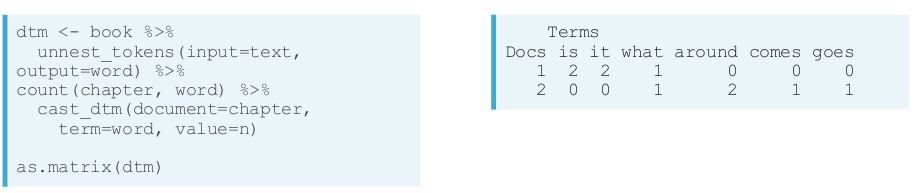 dtm <- book %>%
  unnest_tokens(input=text,
output=word) %>%
count(chapter, word) %>%
  cast_dtm(document=chapter,
    term=word, value=n)

as.matrix(dtm)

    Terms
Docs is it what around comes goes
   1  2  2    1      0     0    0
   2  0  0    1      2     1    1